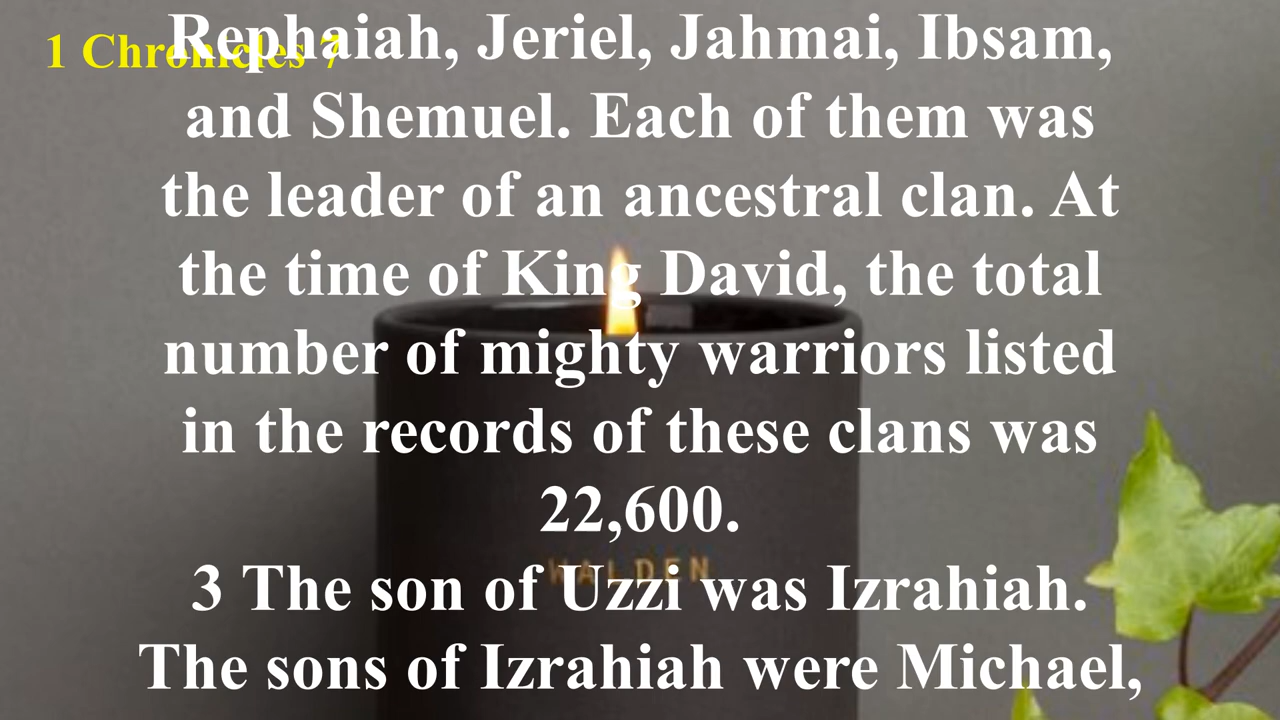 1 Chronicles 7
Rephaiah, Jeriel, Jahmai, Ibsam,
and Shemuel. Each of them was
the leader of an ancestral clan. At
the time of King David, the total
number of mighty warriors listed
in the records of these clans was
22,600.
WALDEN
3 The son of Uzzi was Izrahiah.
The sons of Izrahiah were Michael,